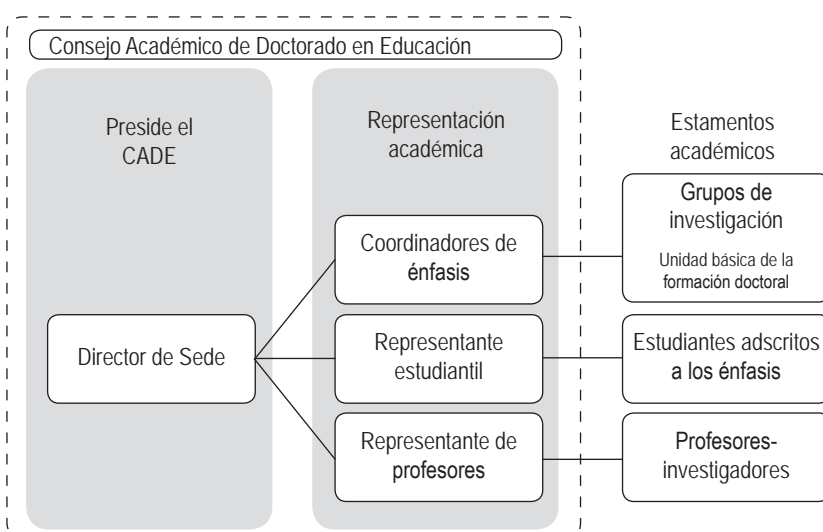 Consejo Académico de Doctorado en Educación
Preside el
CADE
Representación
académica
Estamentos
académicos
Director de Sede
Coordinadores de
énfasis
Representante
estudiantil
Representante de
profesores
Grupos de
investigación
Unidad básica de la
formación doctoral
Estudiantes adscritos
a los énfasis
Profesores-
investigadores